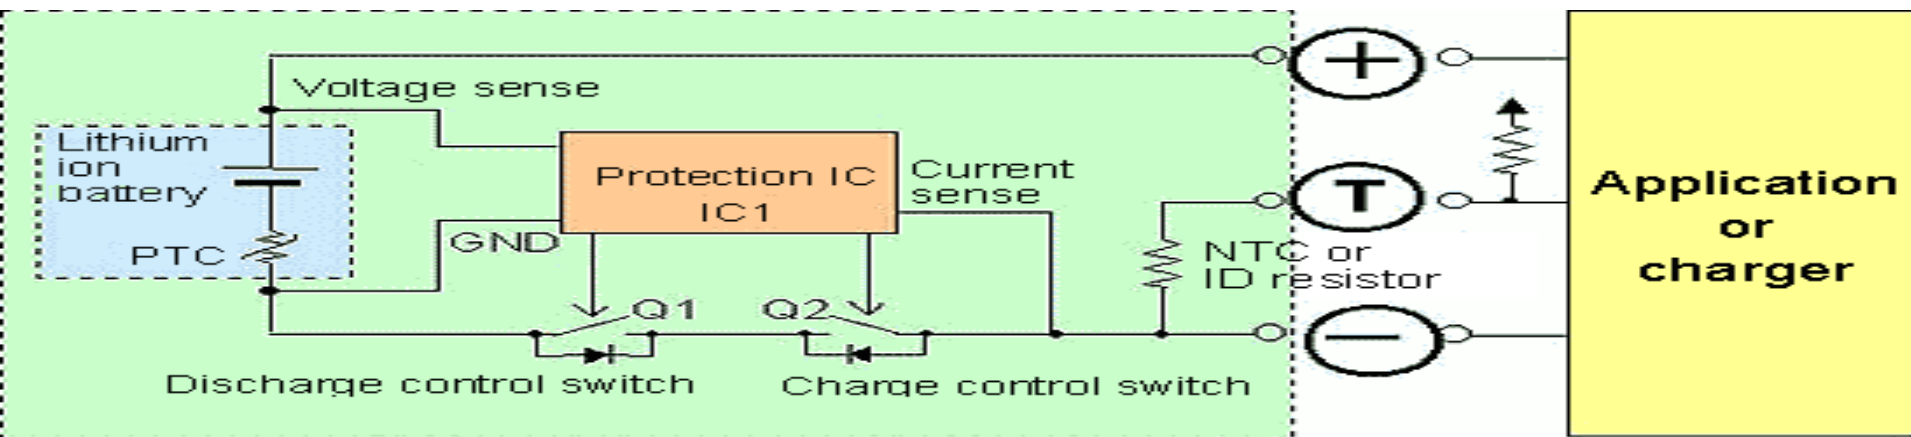 Voltage sense
Lithium
ion
battery
PTC
GND
Protection IC
IC1
Current
sense
Q1
Q2
Discharge control switch
Charge control switch
NTC or
ID resistor
+
T
−
Application
or
charger